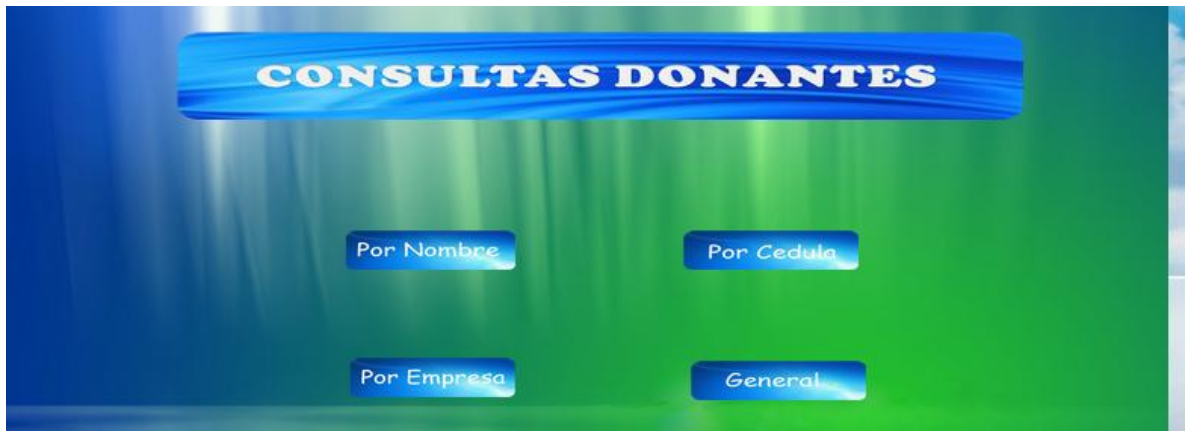 CONSULTAS DONANTES
Por Nombre
Por Cedula
Por Empresa
General